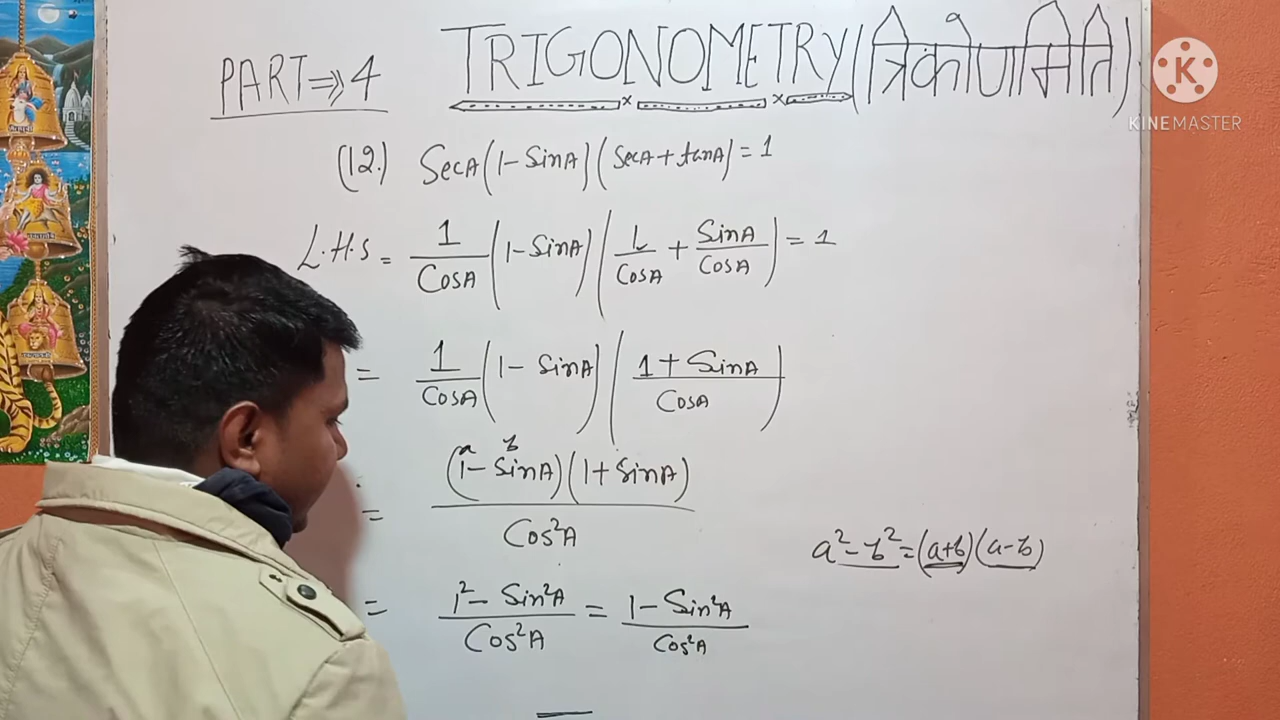 PART ⇒ 4
TRIGONOMETRY (त्रिकोणामिति)
KINEMASTER
(12.) SecA(1-SinA)(SecA+tanA)=1
L.H.S = 1/CosA (1-SinA)(1/CosA + SinA/CosA) = 1
= 1/CosA (1-SinA)((1+SinA)/CosA)
a b
= (1-SinA)(1+SinA)/Cos²A
a²-b²=(a+b)(a-b)
= (1²-Sin²A)/Cos²A = (1-Sin²A)/Cos²A